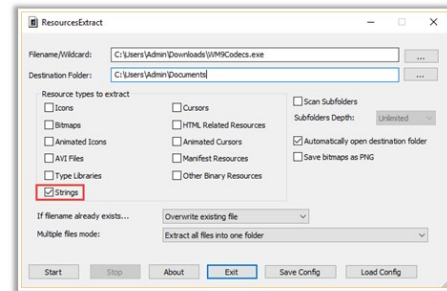 ResourcesExtract
Filename/Wildcard: C:\Users\Admin\Downloads\WM9Codecs.exe ...
Destination Folder: C:\Users\Admin\Documents ...
Resource types to extract
Icons Cursors Scan Subfolders
Bitmaps HTML Related Resources Subfolders Depth: Unlimited
Animated Icons Animated Cursors Automatically open destination folder
AVI Files Manifest Resources Save bitmaps as PNG
Type Libraries Other Binary Resources
Strings
If filename already exists... Overwrite existing file
Multiple files mode: Extract all files into one folder
Start Stop About Exit Save Config Load Config